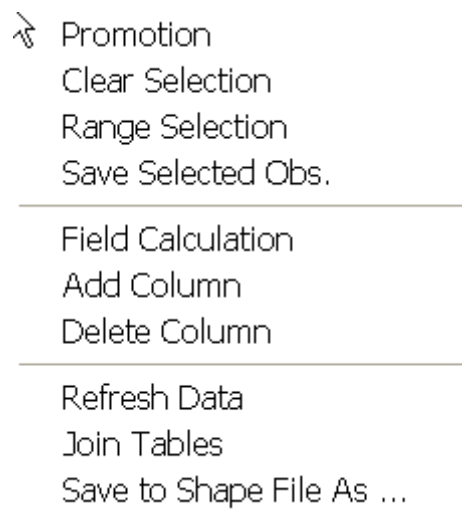 Promotion
Clear Selection
Range Selection
Save Selected Obs.
Field Calculation
Add Column
Delete Column
Refresh Data
Join Tables
Save to Shape File As ...